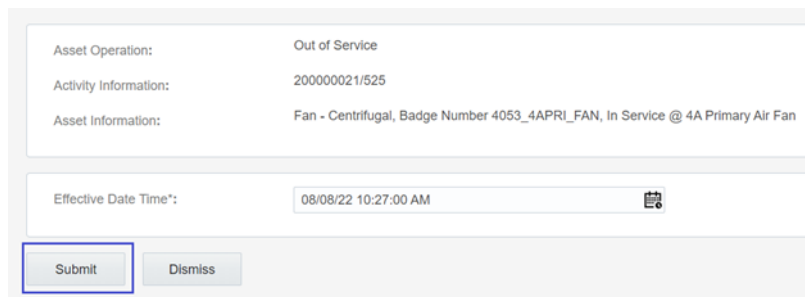 Asset Operation: Out of Service
Activity Information: 200000021/525
Asset Information: Fan - Centrifugal, Badge Number 4053_4APRI_FAN, In Service @ 4A Primary Air Fan
Effective Date Time*: 08/08/22 10:27:00 AM
Submit Dismiss